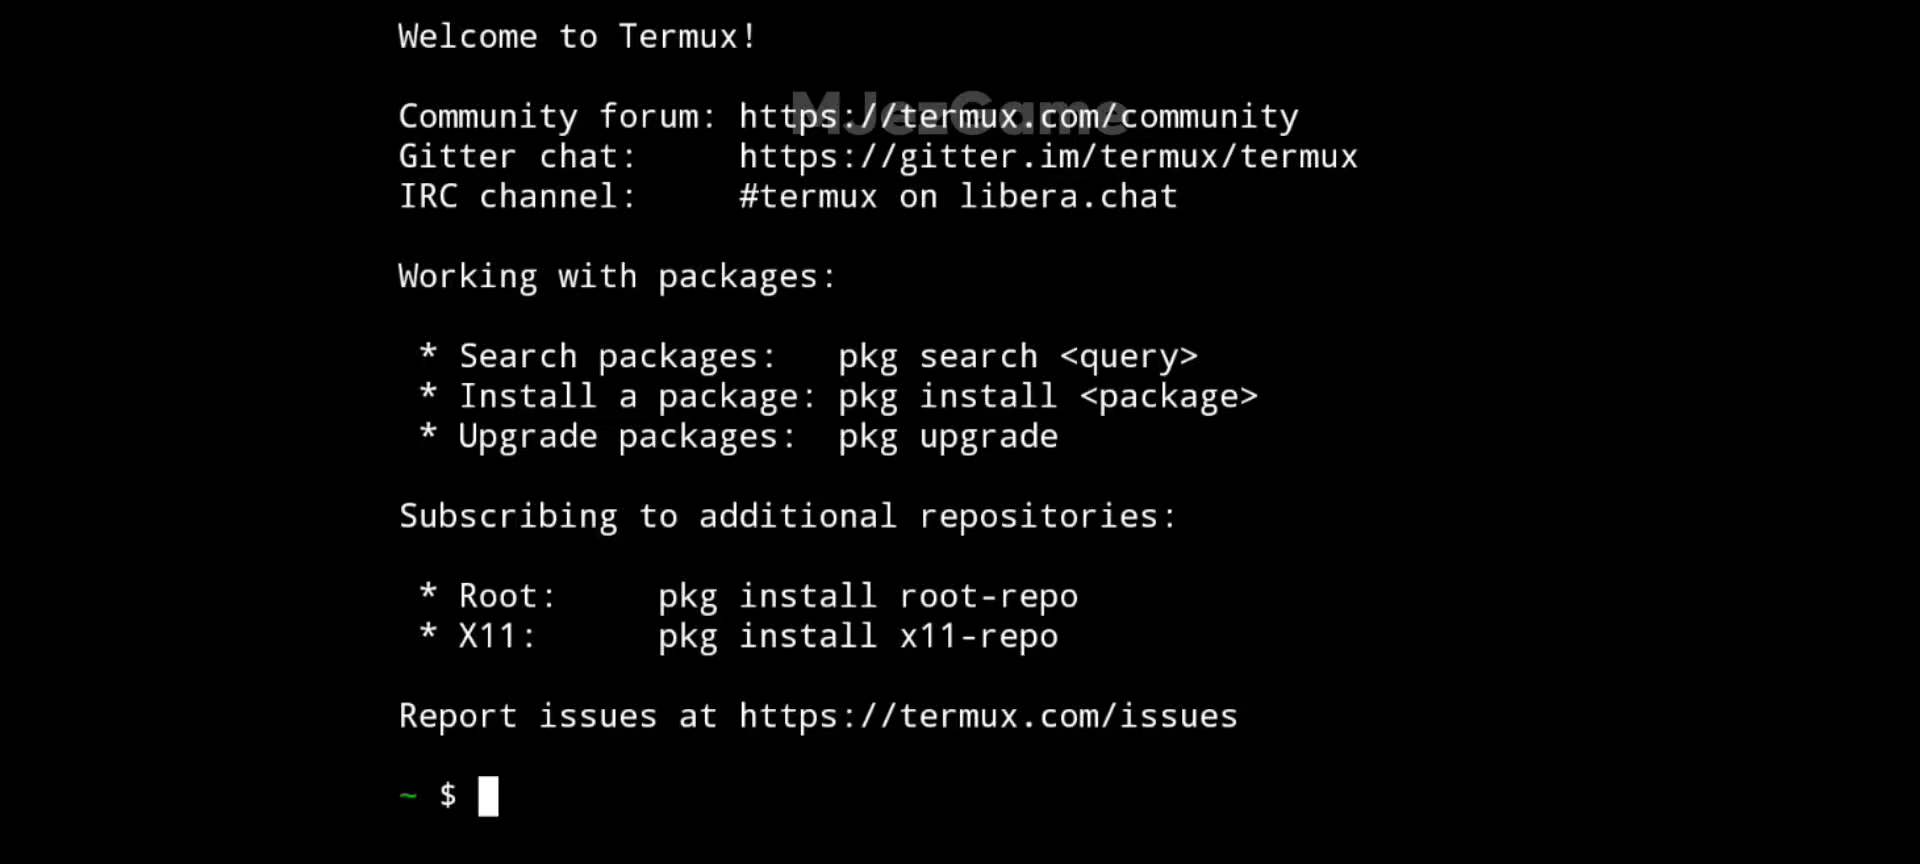 Welcome to Termux!
MJezGame
Community forum: https://termux.com/community
Gitter chat:     https://gitter.im/termux/termux
IRC channel:     #termux on libera.chat
Working with packages:
* Search packages:   pkg search <query>
* Install a package: pkg install <package>
* Upgrade packages:  pkg upgrade
Subscribing to additional repositories:
* Root:     pkg install root-repo
* X11:      pkg install x11-repo
Report issues at https://termux.com/issues
~ $